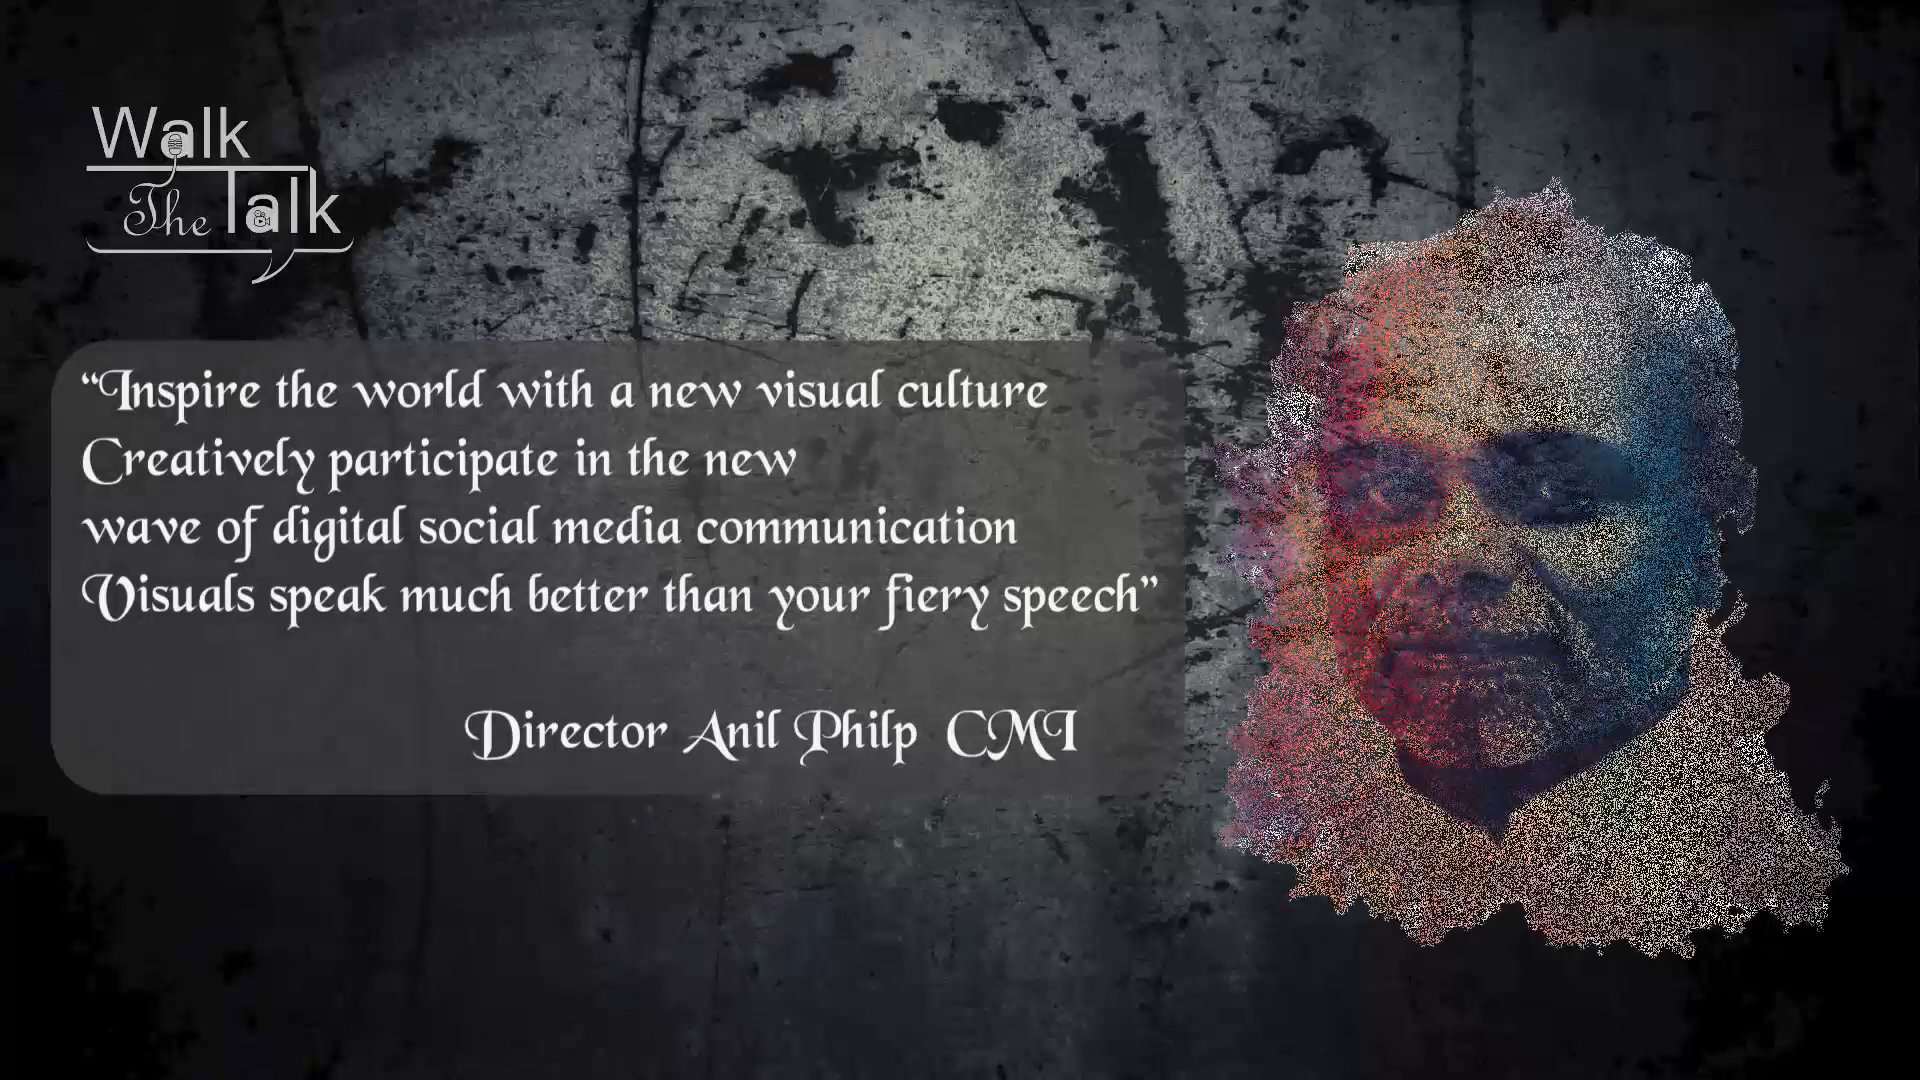 Walk
The Talk
“Inspire the world with a new visual culture
Creatively participate in the new
wave of digital social media communication
Visuals speak much better than your fiery speech”
Director Anil Philp CMI